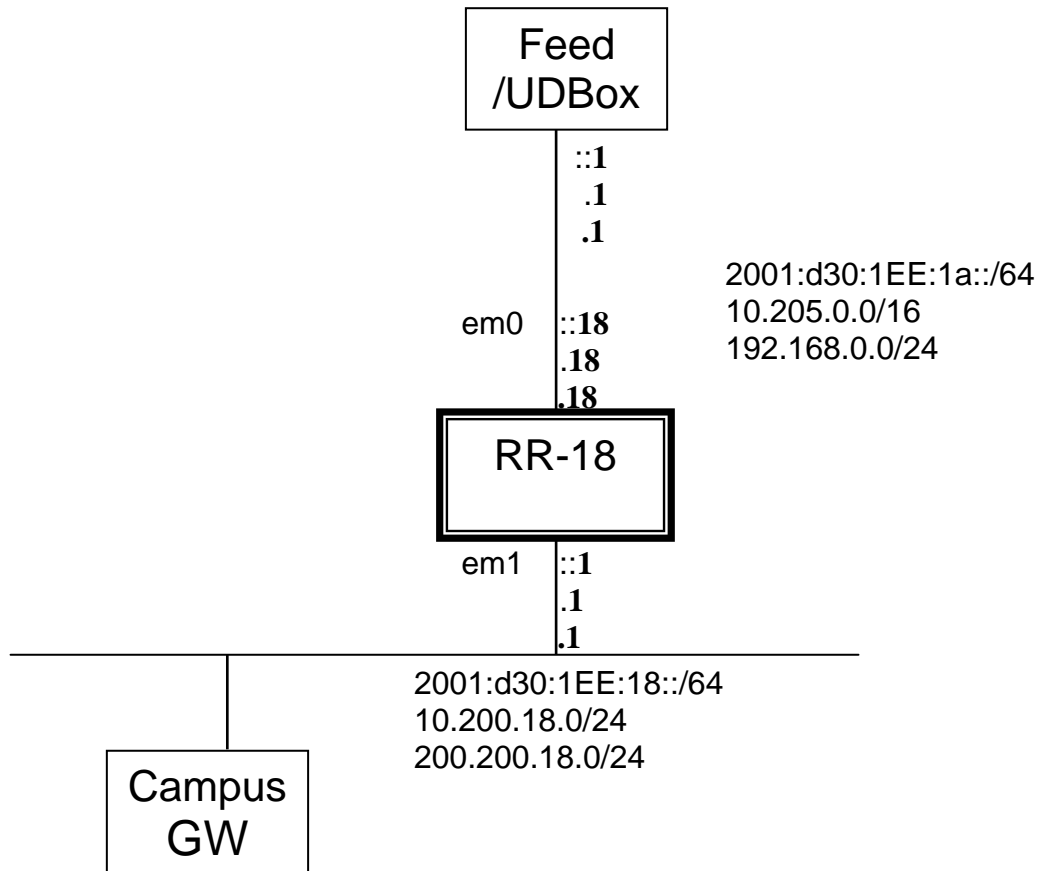 Feed
/UDBox
::1
.1
.1
2001:d30:1EE:1a::/64
10.205.0.0/16
192.168.0.0/24
em0
::18
.18
.18
RR-18
em1
::1
.1
.1
2001:d30:1EE:18::/64
10.200.18.0/24
200.200.18.0/24
Campus
GW